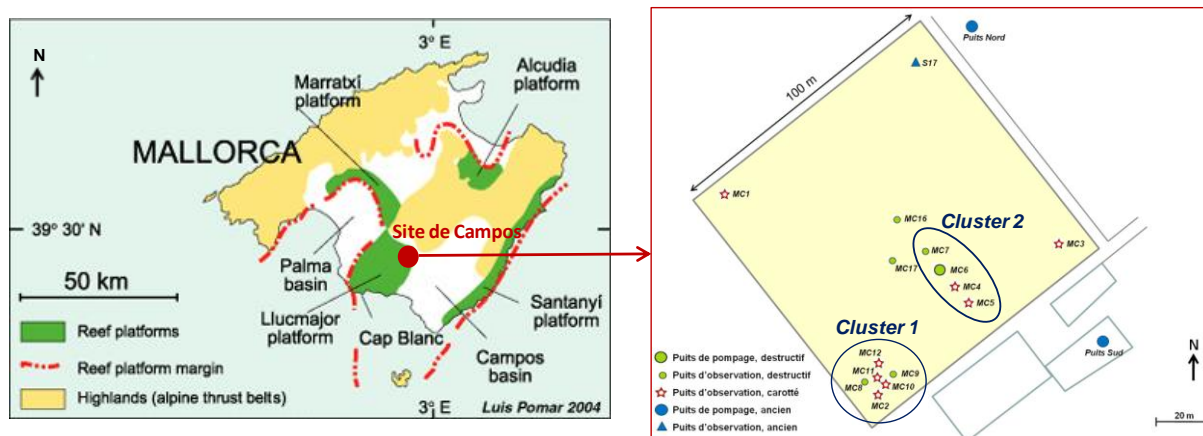 N
3° E
Marratxí
platform
Alcudia
platform
MALLORCA
39° 30' N
Site de Campos
50 km
Palma
basin
Llucmajor
platform
Cap Blanc
Campos
basin
Santanyí
platform
Reef platforms
Reef platform margin
Highlands (alpine thrust belts)
3° E
Luis Pomar 2004
100 m
Puits Nord
S17
MC1
MC16
Cluster 2
MC7
MC3
MC17
MC6
MC4
MC5
Cluster 1
MC12
MC11
MC9
MC8
MC10
MC2
Puits Sud
Puits de pompage, destructif
Puits d'observation, destructif
Puits d'observation, carotté
Puits de pompage, ancien
Puits d'observation, ancien
N
20 m